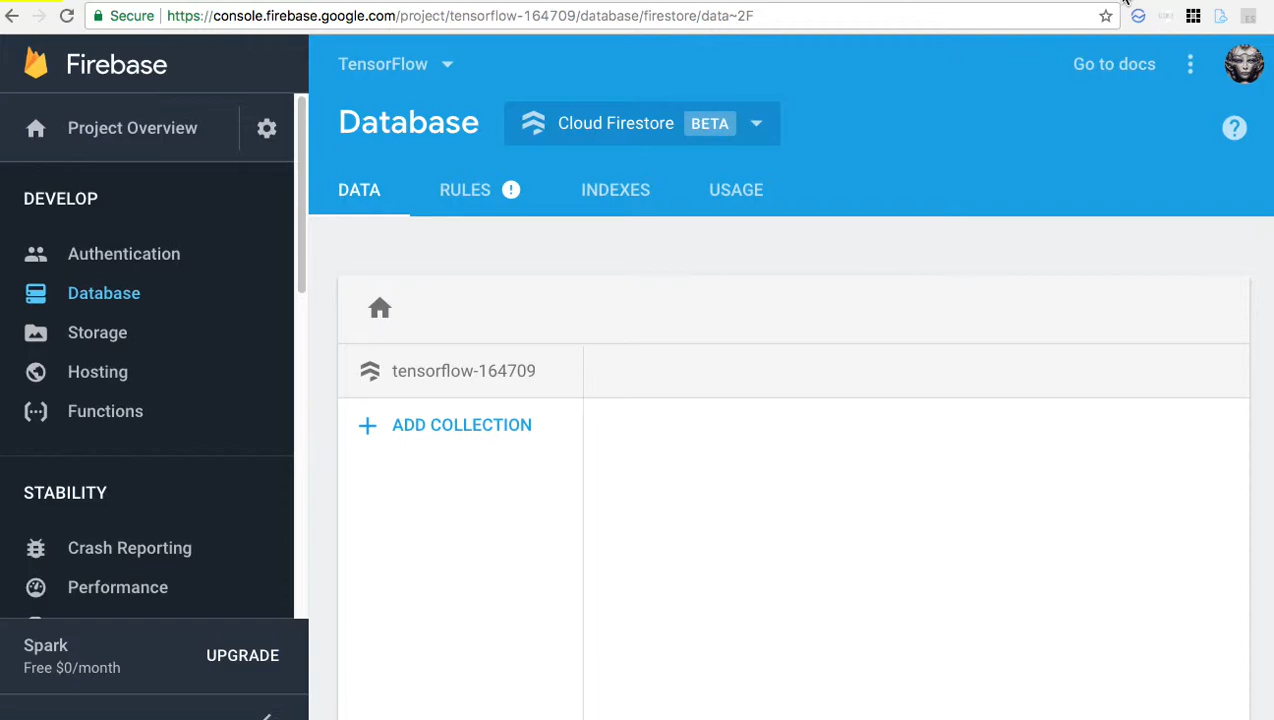 Secure https://console.firebase.google.com/project/tensorflow-164709/database/firestore/data~2F
Firebase
TensorFlow
Go to docs
Project Overview
Database
Cloud Firestore BETA
?
DATA
RULES !
INDEXES
USAGE
DEVELOP
Authentication
Database
Storage
Hosting
Functions
STABILITY
Crash Reporting
Performance
Spark
Free $0/month
UPGRADE
tensorflow-164709
+ ADD COLLECTION